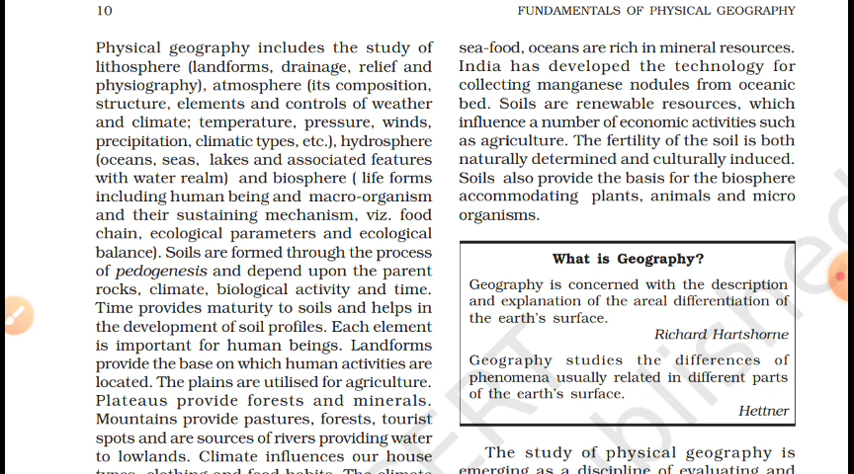 10
FUNDAMENTALS OF PHYSICAL GEOGRAPHY
Physical geography includes the study of
lithosphere (landforms, drainage, relief and
physiography), atmosphere (its composition,
structure, elements and controls of weather
and climate; temperature, pressure, winds,
precipitation, climatic types, etc.), hydrosphere
(oceans, seas, lakes and associated features
with water realm) and biosphere ( life forms
including human being and macro-organism
and their sustaining mechanism, viz. food
chain, ecological parameters and ecological
balance). Soils are formed through the process
of pedogenesis and depend upon the parent
rocks, climate, biological activity and time.
Time provides maturity to soils and helps in
the development of soil profiles. Each element
is important for human beings. Landforms
provide the base on which human activities are
located. The plains are utilised for agriculture.
Plateaus provide forests and minerals.
Mountains provide pastures, forests, tourist
spots and are sources of rivers providing water
to lowlands. Climate influences our house
types, clothing and food habits. The climate
sea-food, oceans are rich in mineral resources.
India has developed the technology for
collecting manganese nodules from oceanic
bed. Soils are renewable resources, which
influence a number of economic activities such
as agriculture. The fertility of the soil is both
naturally determined and culturally induced.
Soils also provide the basis for the biosphere
accommodating plants, animals and micro
organisms.
What is Geography?
Geography is concerned with the description
and explanation of the areal differentiation of
the earth's surface.
Richard Hartshorne
Geography studies the differences of
phenomena usually related in different parts
of the earth's surface.
Hettner
The study of physical geography is
emerging as a discipline of evaluating and